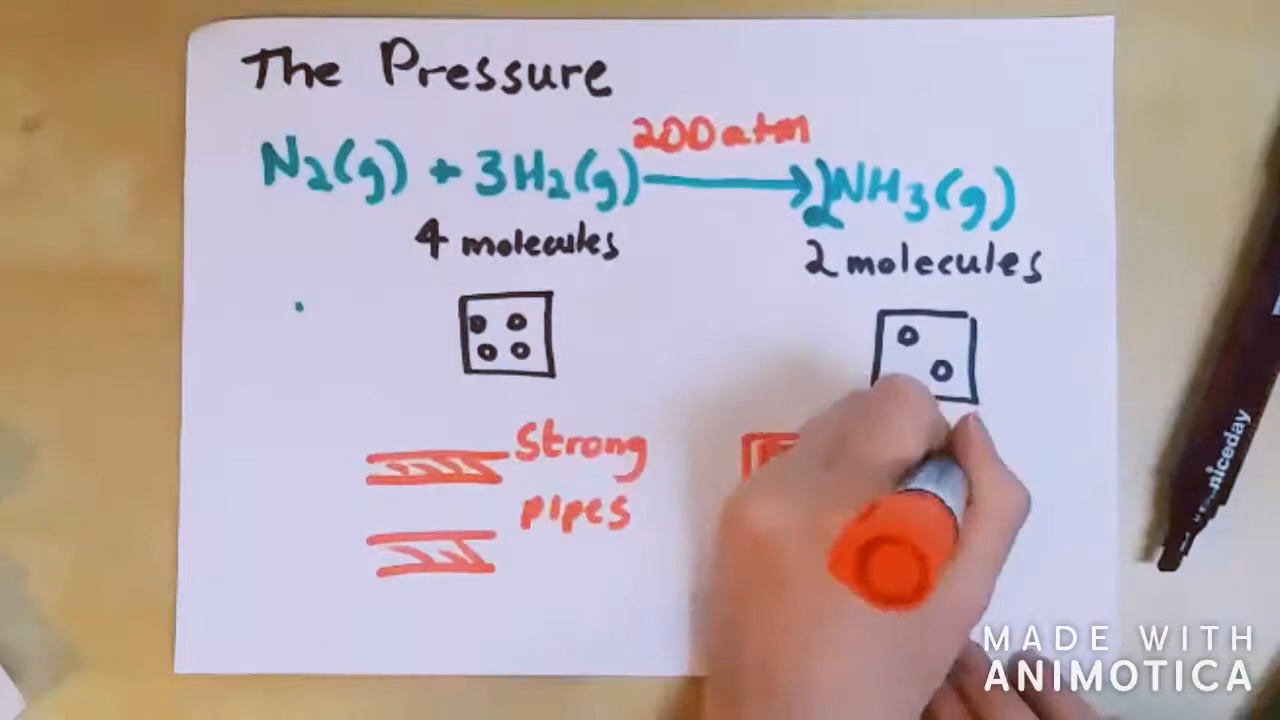 The Pressure
200 atm
N2(g) + 3H2(g) → 2NH3(g)
4 molecules
2 molecules
Strong
pipes
niceday
MADE WITH
ANIMOTICA